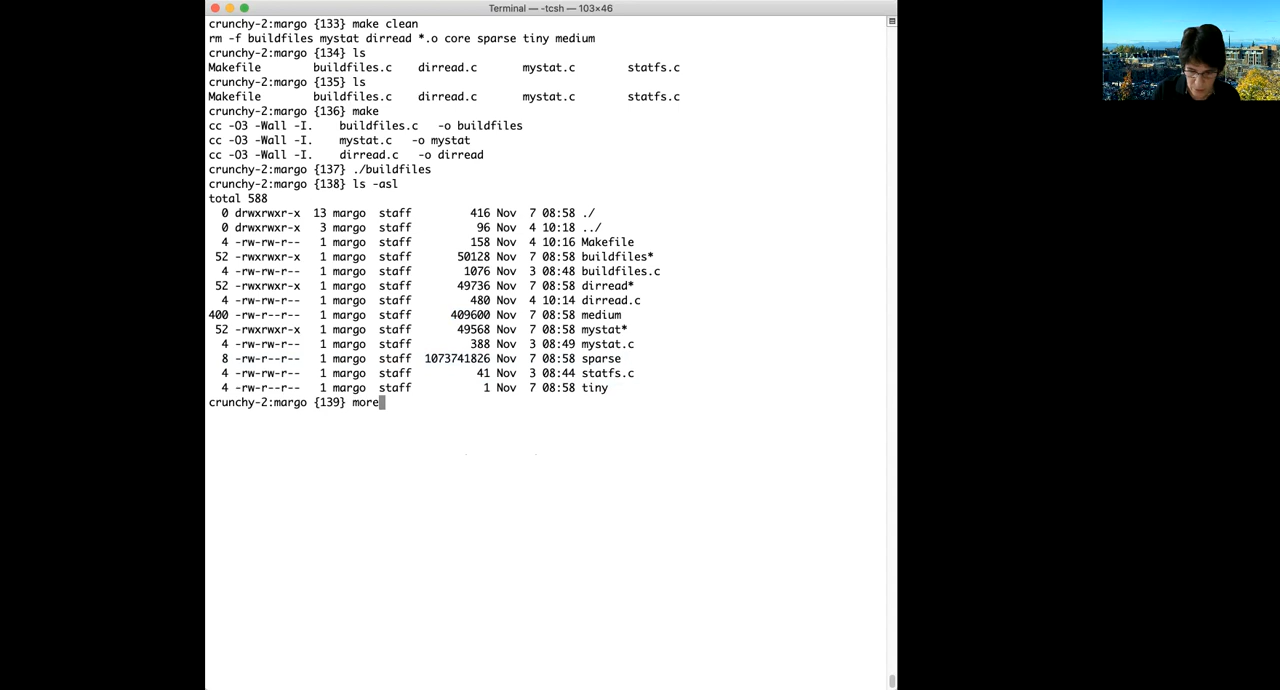 Terminal — -tcsh — 103×46
crunchy-2:margo {133} make clean
rm -f buildfiles mystat dirread *.o core sparse tiny medium
crunchy-2:margo {134} ls
Makefile buildfiles.c dirread.c mystat.c statfs.c
crunchy-2:margo {135} ls
Makefile buildfiles.c dirread.c mystat.c statfs.c
crunchy-2:margo {136} make
cc -O3 -Wall -I. buildfiles.c -o buildfiles
cc -O3 -Wall -I. mystat.c -o mystat
cc -O3 -Wall -I. dirread.c -o dirread
crunchy-2:margo {137} ./buildfiles
crunchy-2:margo {138} ls -asl
total 588
0 drwxrwxr-x 13 margo staff 416 Nov 7 08:58 ./
0 drwxrwxr-x 3 margo staff 96 Nov 4 10:18 ../
4 -rw-rw-r-- 1 margo staff 158 Nov 4 10:16 Makefile
52 -rwxrwxr-x 1 margo staff 50128 Nov 7 08:58 buildfiles*
4 -rw-rw-r-- 1 margo staff 1076 Nov 3 08:48 buildfiles.c
52 -rwxrwxr-x 1 margo staff 49736 Nov 7 08:58 dirread*
4 -rw-rw-r-- 1 margo staff 480 Nov 4 10:14 dirread.c
400 -rw-r--r-- 1 margo staff 409600 Nov 7 08:58 medium
52 -rwxrwxr-x 1 margo staff 49568 Nov 7 08:58 mystat*
4 -rw-rw-r-- 1 margo staff 388 Nov 3 08:49 mystat.c
8 -rw-r--r-- 1 margo staff 1073741826 Nov 7 08:58 sparse
4 -rw-rw-r-- 1 margo staff 41 Nov 3 08:44 statfs.c
4 -rw-r--r-- 1 margo staff 1 Nov 7 08:58 tiny
crunchy-2:margo {139} more